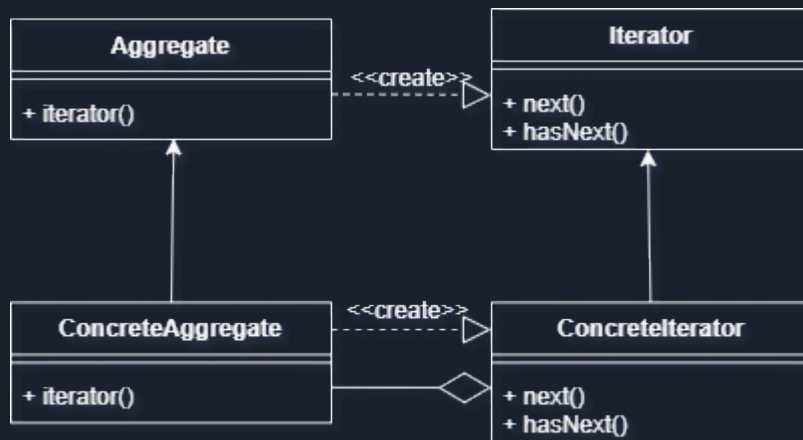 Aggregate
+ iterator()
<<create>>
Iterator
+ next()
+ hasNext()
ConcreteAggregate
+ iterator()
<<create>>
ConcreteIterator
+ next()
+ hasNext()